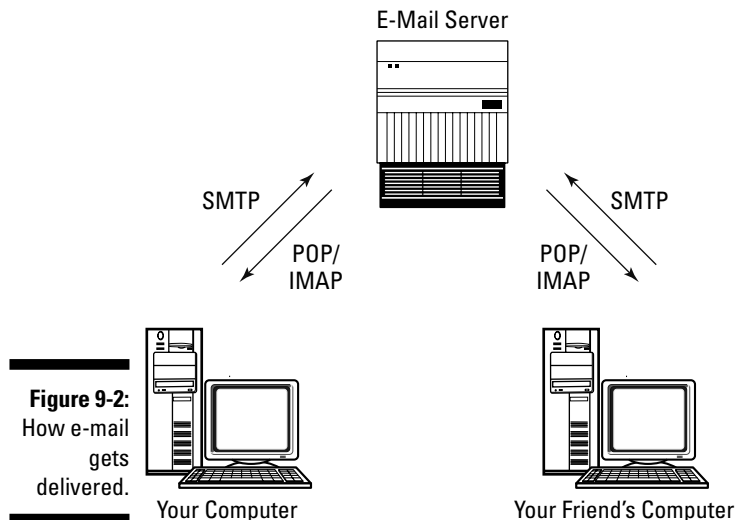 E-Mail Server
SMTP
POP/
IMAP
SMTP
POP/
IMAP
Figure 9-2:
How e-mail
gets
delivered.
Your Computer
Your Friend's Computer